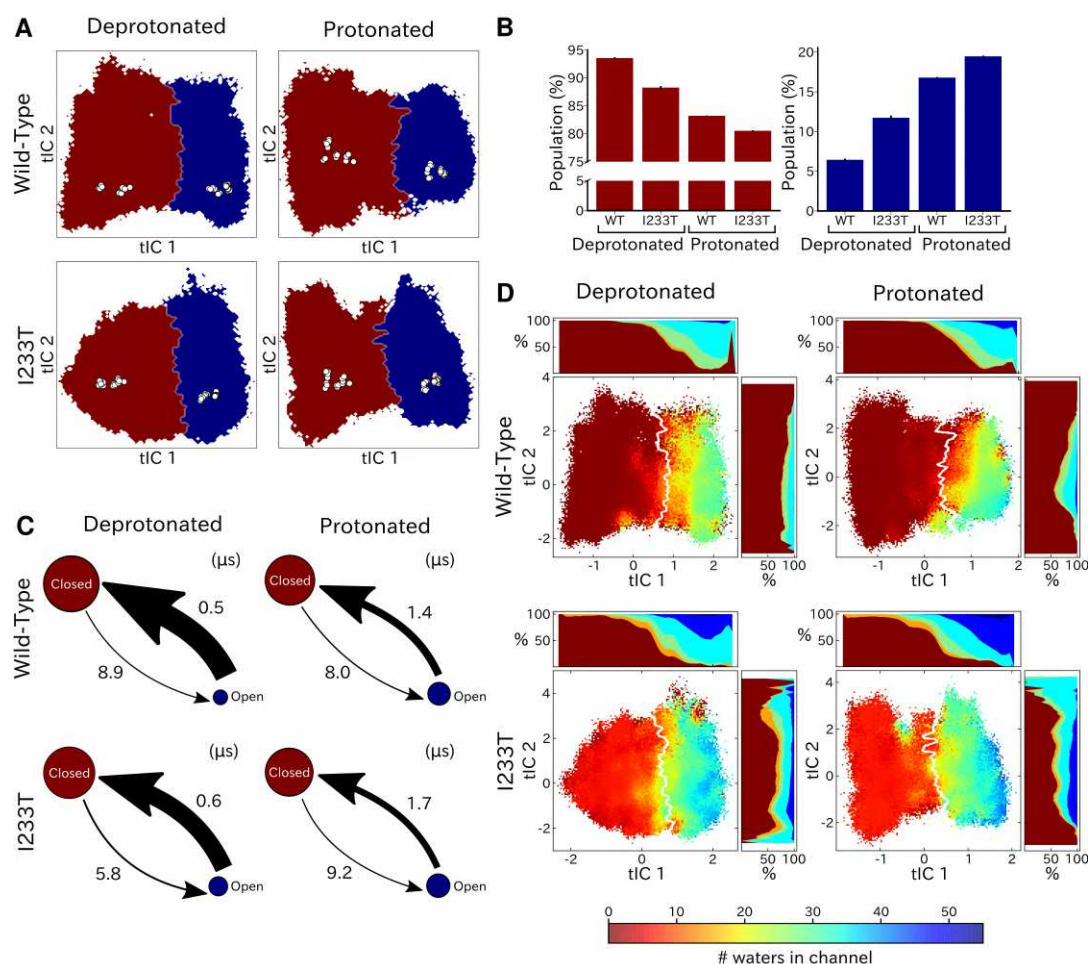 A
Deprotonated
Protonated
Wild-Type
tIC 2
tIC 1
tIC 2
tIC 1
I233T
tIC 2
tIC 1
tIC 2
tIC 1
B
Population (%)
95
90
85
80
75
5
0
WT
I233T
WT
I233T
Deprotonated
Protonated
Population (%)
20
15
10
5
0
WT
I233T
WT
I233T
Deprotonated
Protonated
C
Deprotonated
Protonated
Wild-Type
Closed
(μs)
0.5
8.9
Open
Closed
(μs)
1.4
8.0
Open
I233T
Closed
(μs)
0.6
5.8
Open
Closed
(μs)
1.7
9.2
Open
D
Deprotonated
Protonated
Wild-Type
%
100
50
tIC 2
4
2
0
-2
-1 0 1 2
tIC 1
50 100
%
%
100
50
tIC 2
4
2
0
-2
-1 0 1 2
tIC 1
50 100
%
I233T
%
100
50
tIC 2
4
2
0
-2
-2 -1 0 1 2
tIC 1
50 100
%
%
100
50
tIC 2
4
2
0
-2
-1 0 1 2
tIC 1
50 100
%
0 10 20 30 40 50
# waters in channel